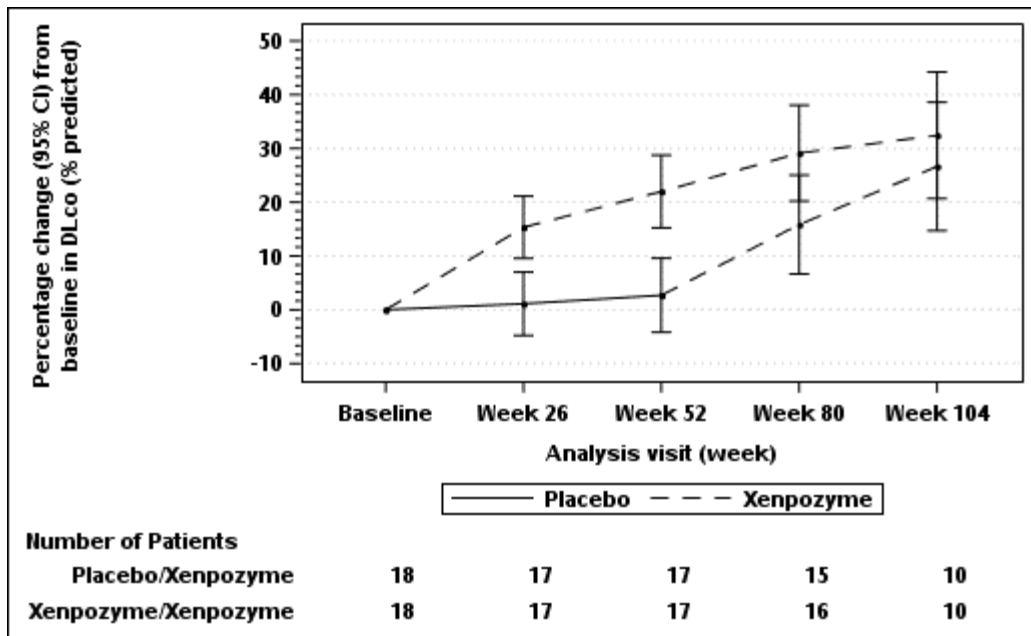 Percentage change (95% CI) from
baseline in DLco (% predicted)
50
40
30
20
10
0
-10
Baseline Week 26 Week 52 Week 80 Week 104
Analysis visit (week)
Placebo Xenpozyme
Number of Patients
Placebo/Xenpozyme 18 17 17 15 10
Xenpozyme/Xenpozyme 18 17 17 16 10